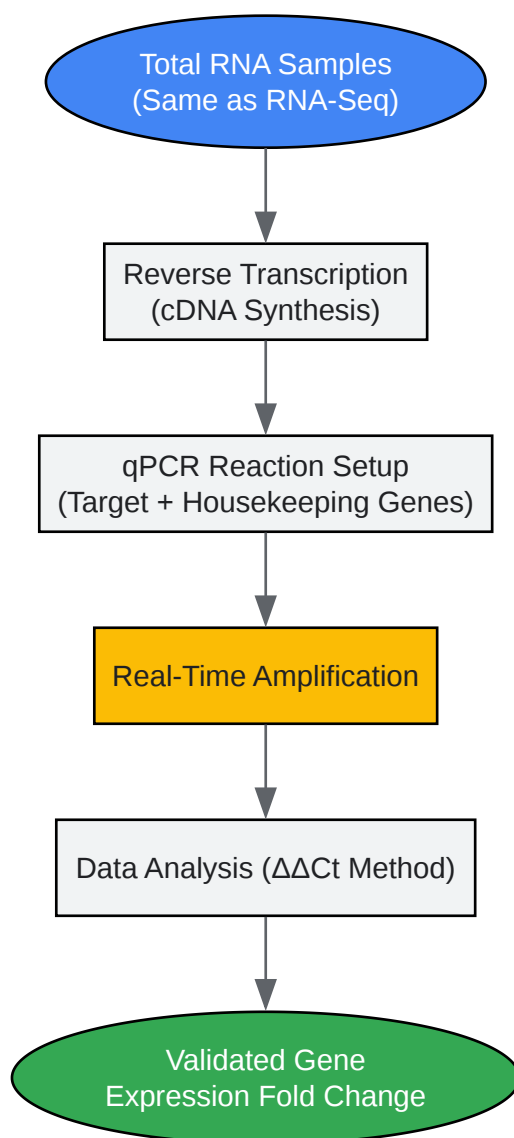 Total RNA Samples
(Same as RNA-Seq)
Reverse Transcription
(cDNA Synthesis)
qPCR Reaction Setup
(Target + Housekeeping Genes)
Real-Time Amplification
Data Analysis (ΔΔCt Method)
Validated Gene
Expression Fold Change